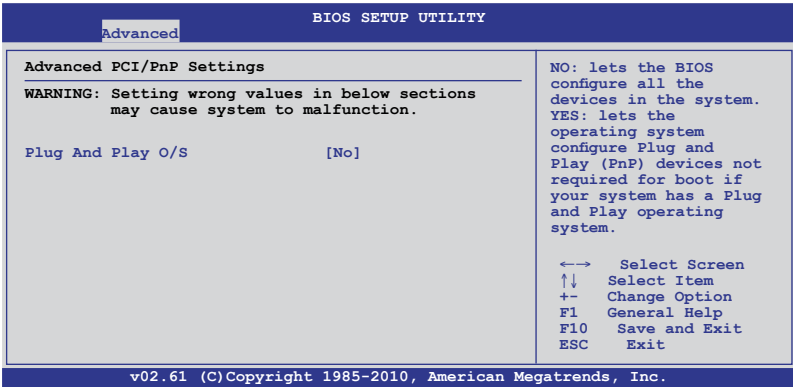 BIOS SETUP UTILITY
Advanced
Advanced PCI/PnP Settings
WARNING: Setting wrong values in below sections
may cause system to malfunction.
Plug And Play O/S [No]
NO: lets the BIOS
configure all the
devices in the system.
YES: lets the
operating system
configure Plug and
Play (PnP) devices not
required for boot if
your system has a Plug
and Play operating
system.
←→ Select Screen
↑↓ Select Item
+- Change Option
F1 General Help
F10 Save and Exit
ESC Exit
v02.61 (C)Copyright 1985-2010, American Megatrends, Inc.